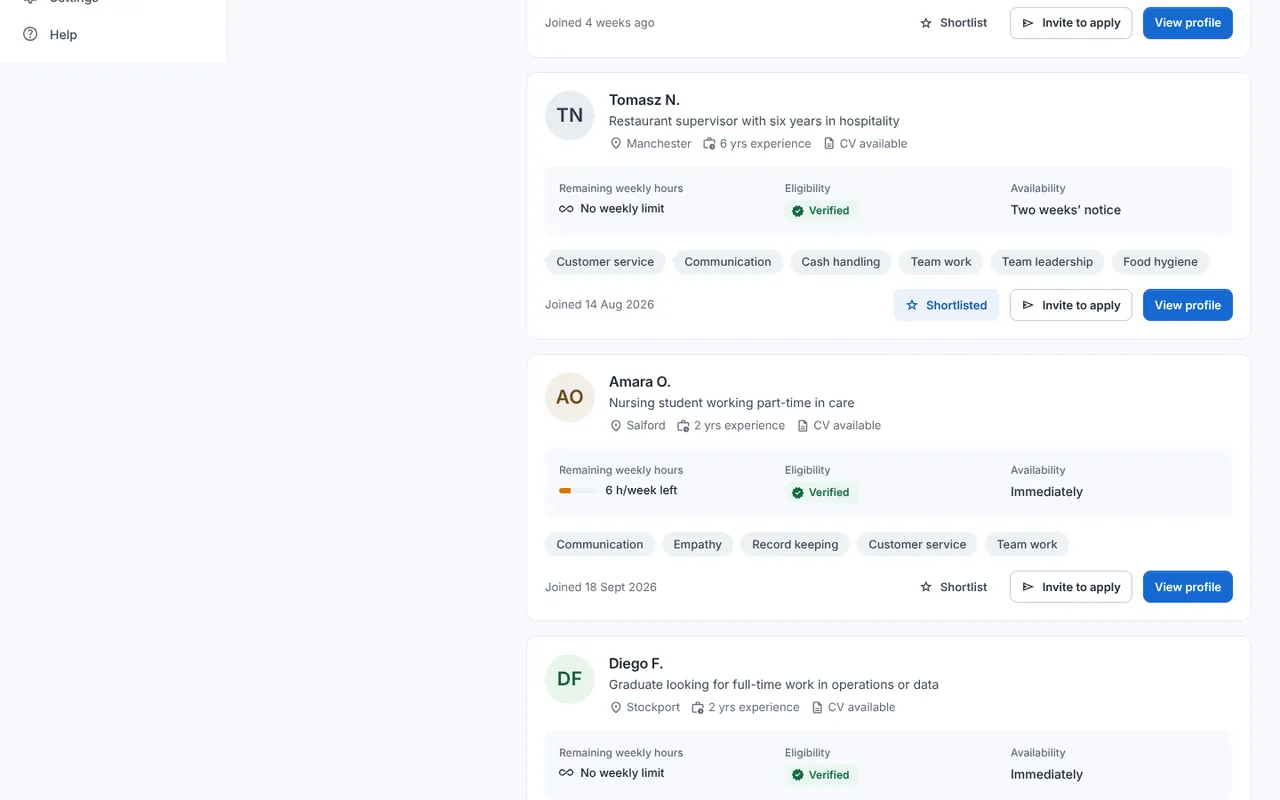 Settings
Help
Joined 4 weeks ago
Shortlist
Invite to apply
View profile
TN
Tomasz N.
Restaurant supervisor with six years in hospitality
Manchester 6 yrs experience CV available
Remaining weekly hours
No weekly limit
Eligibility
Verified
Availability
Two weeks’ notice
Customer service Communication Cash handling Team work Team leadership Food hygiene
Joined 14 Aug 2026
Shortlisted
Invite to apply
View profile
AO
Amara O.
Nursing student working part-time in care
Salford 2 yrs experience CV available
Remaining weekly hours
6 h/week left
Eligibility
Verified
Availability
Immediately
Communication Empathy Record keeping Customer service Team work
Joined 18 Sept 2026
Shortlist
Invite to apply
View profile
DF
Diego F.
Graduate looking for full-time work in operations or data
Stockport 2 yrs experience CV available
Remaining weekly hours
No weekly limit
Eligibility
Verified
Availability
Immediately